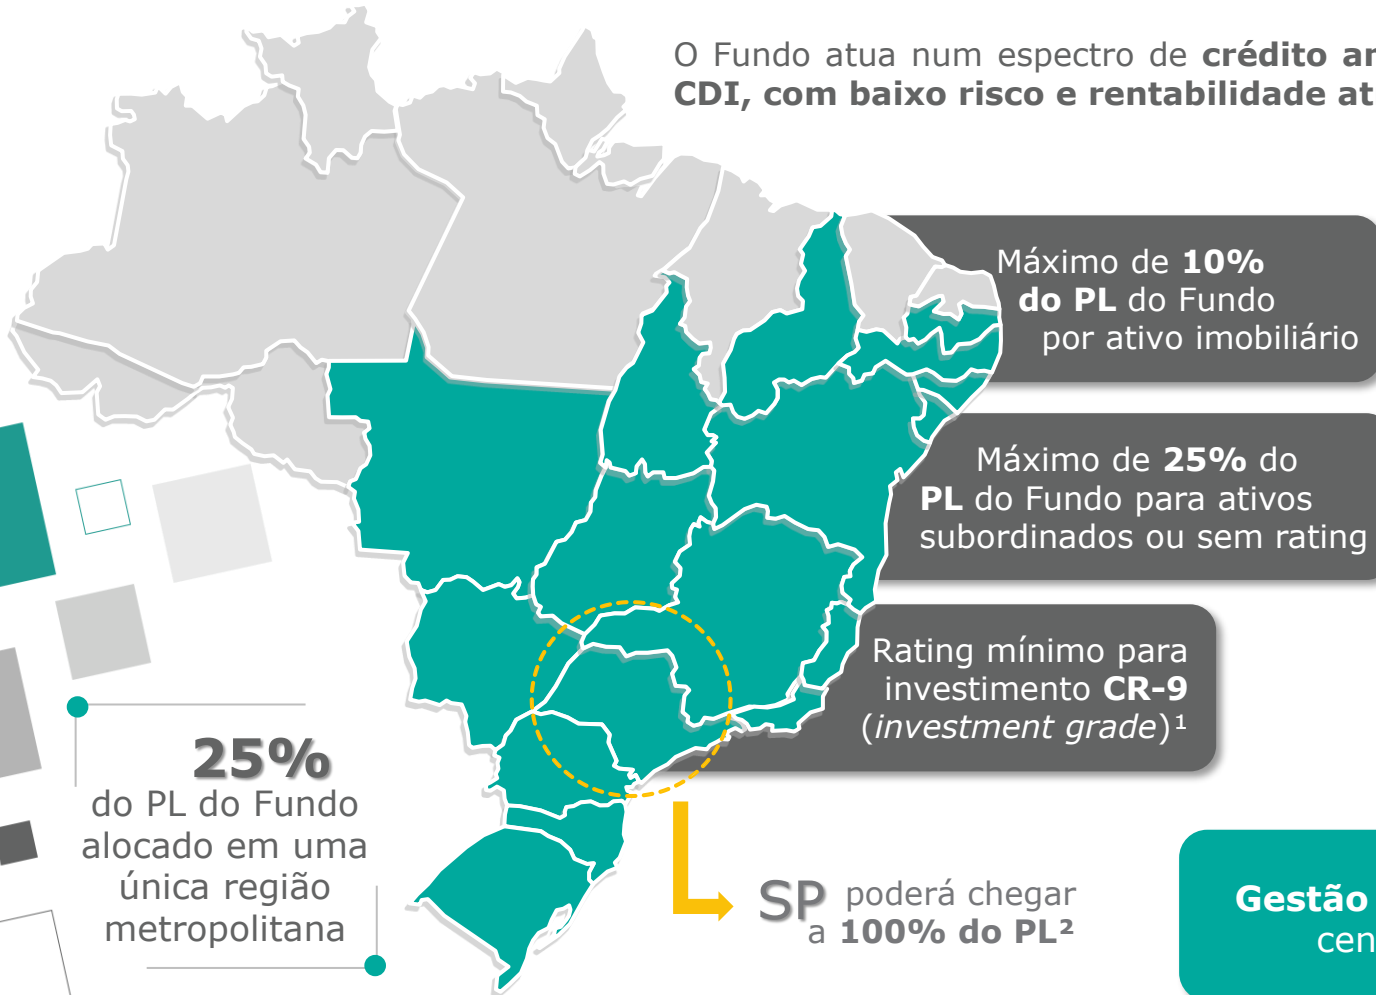 O Fundo atua num espectro de crédito
CDI, com baixo risco e rentabilidade
Máximo de 10%
do PL do Fundo
por ativo imobiliário
Máximo de 25% do
PL do Fundo para ativos
subordinados ou sem rating
Rating mínimo para
investimento CR-9
(investment grade)¹
25%
do PL do Fundo
alocado em uma
única região
metropolitana
SP poderá chegar
a 100% do PL²
Gestão